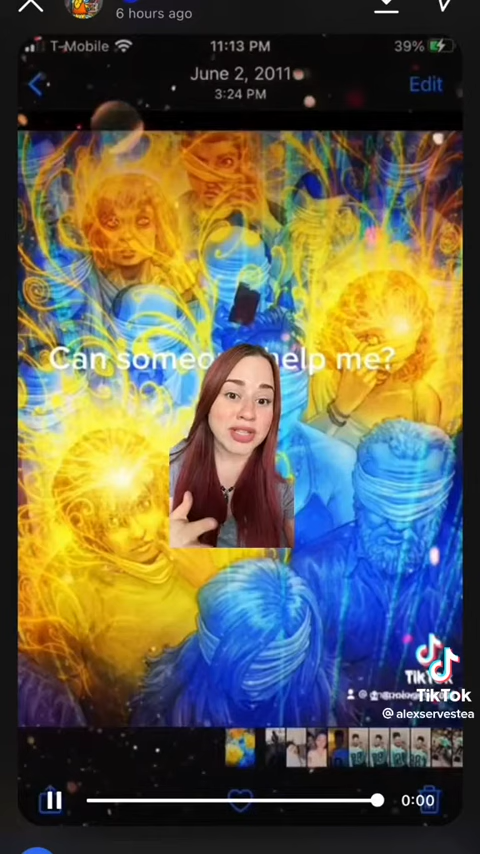 6 hours ago
T-Mobile
11:13 PM
39%
June 2, 2011
3:24 PM
Edit
Can someo help me?
TikTok
@alexservestea
0:00